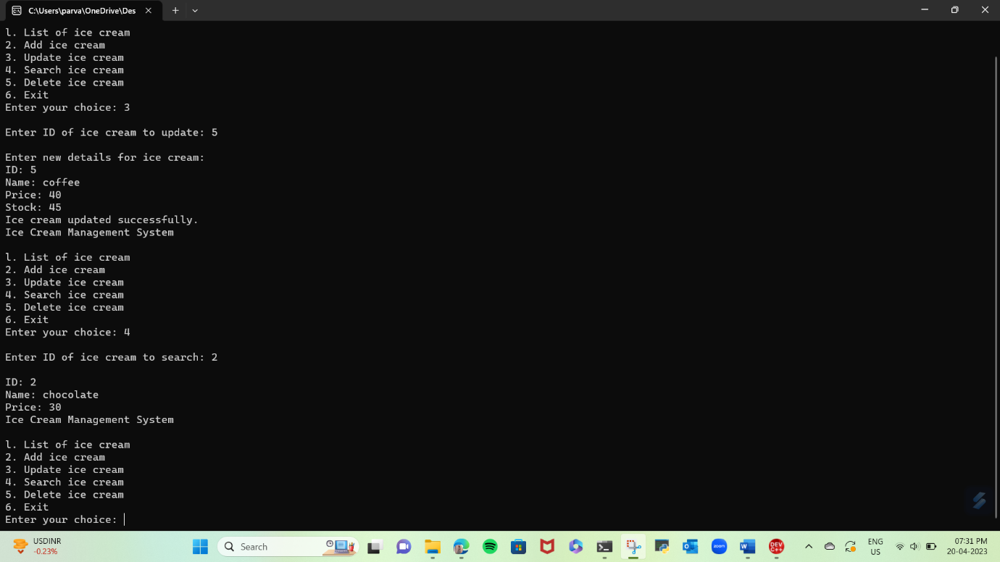 C:\Users\parva\OneDrive\Des
l. List of ice cream
2. Add ice cream
3. Update ice cream
4. Search ice cream
5. Delete ice cream
6. Exit
Enter your choice: 3
Enter ID of ice cream to update: 5
Enter new details for ice cream:
ID: 5
Name: coffee
Price: 40
Stock: 45
Ice cream updated successfully.
Ice Cream Management System
l. List of ice cream
2. Add ice cream
3. Update ice cream
4. Search ice cream
5. Delete ice cream
6. Exit
Enter your choice: 4
Enter ID of ice cream to search: 2
ID: 2
Name: chocolate
Price: 30
Ice Cream Management System
l. List of ice cream
2. Add ice cream
3. Update ice cream
4. Search ice cream
5. Delete ice cream
6. Exit
Enter your choice:
USDINR
-0.23%
Search
zoom
W
DEV C++
ENG
US
07:31 PM
20-04-2023